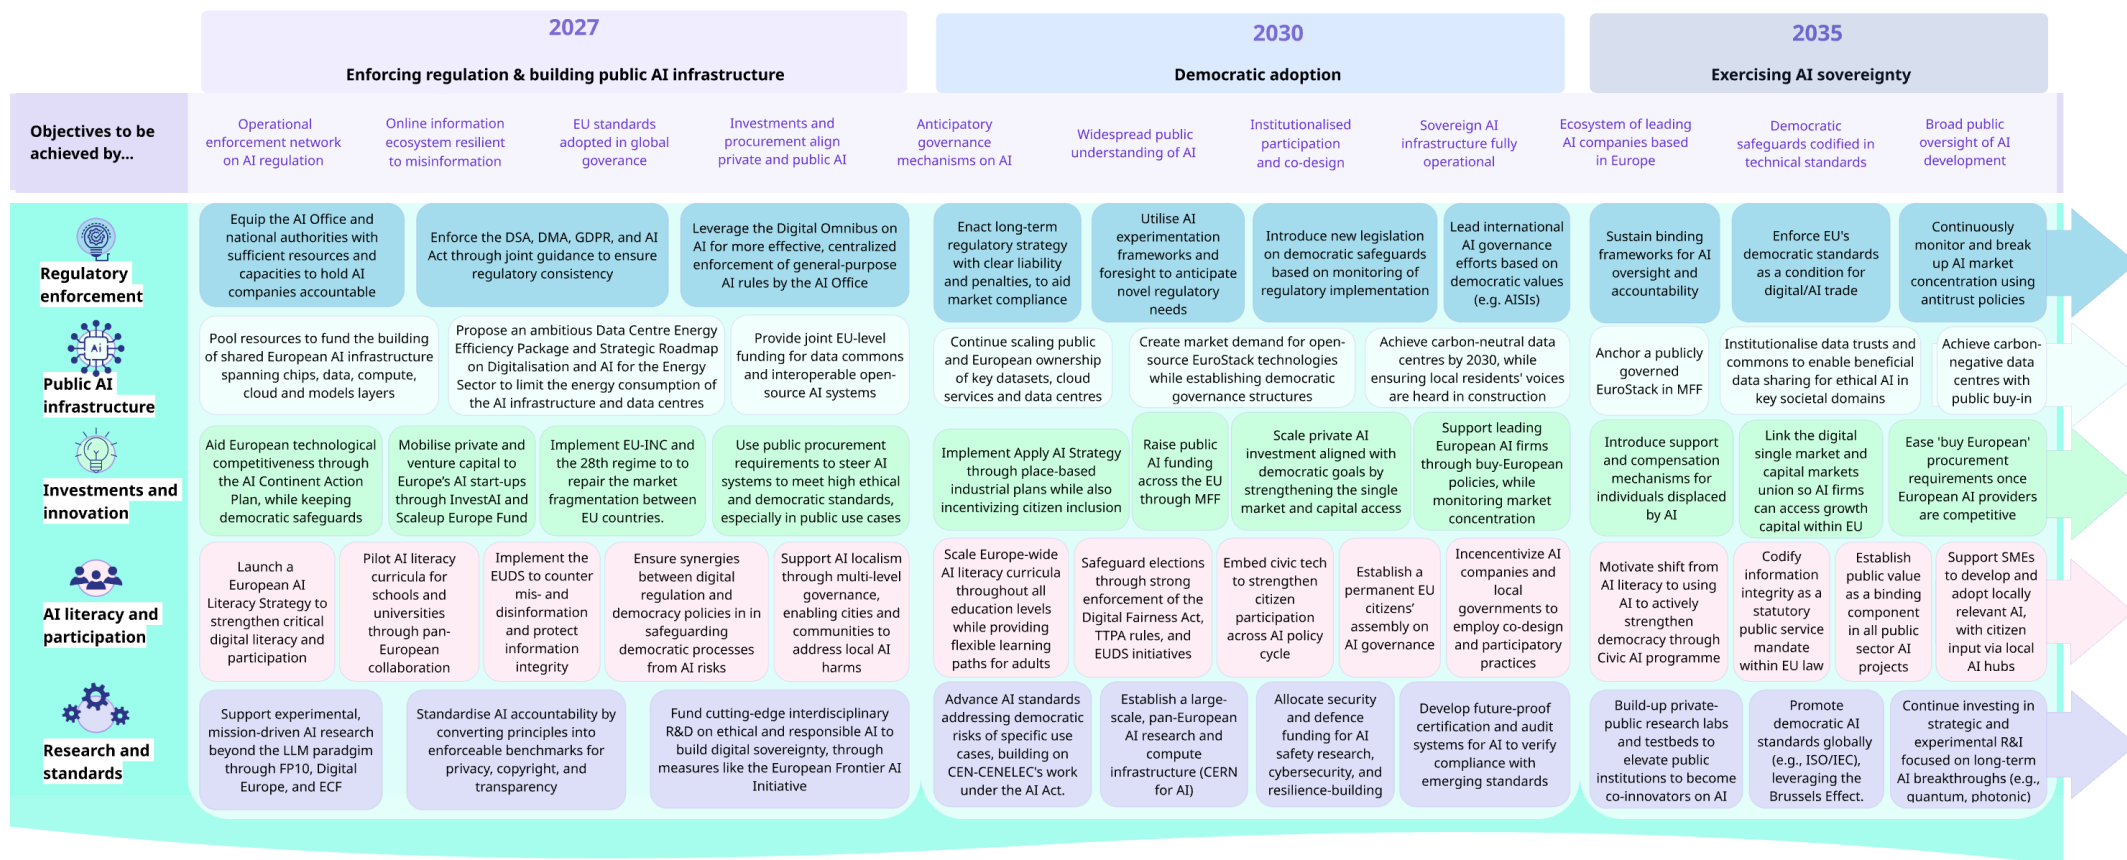 2027
Enforcing regulation & building public AI infrastructure
2030
Democratic adoption
2035
Exercising AI sovereignty
Objectives to be
achieved by...
Operational
enforcement network
on AI regulation
Online information
ecosystem resilient
to misinformation
EU standards
adopted in global
goverance
Investments and
procurement align
private and public AI
Anticipatory
governance
mechanisms on AI
Widespread public
understanding of AI
Institutionalised
participation
and co-design
Sovereign AI
infrastructure fully
operational
Ecosystem of leading
AI companies based
in Europe
Democratic
safeguards codified in
technical standards
Broad public
oversight of AI
development
Regulatory
enforcement
Equip the AI Office and
national authorities with
sufficient resources and
capacities to hold AI
companies accountable
Enforce the DSA, DMA, GDPR, and AI
Act through joint guidance to ensure
regulatory consistency
Leverage the Digital Omnibus on
AI for more effective, centralized
enforcement of general-purpose
AI rules by the AI Office
Enact long-term
regulatory strategy
with clear liability
and penalties, to aid
market compliance
Utilise AI
experimentation
frameworks and
foresight to anticipate
novel regulatory
needs
Introduce new legislation
on democratic safeguards
based on monitoring of
regulatory implementation
Lead international
AI governance
efforts based on
democratic values
(e.g. AISIs)
Sustain binding
frameworks for AI
oversight and
accountability
Enforce EU's
democratic standards
as a condition for
digital/AI trade
Continuously
monitor and break
up AI market
concentration using
antitrust policies
Ai
Public AI
infrastructure
Pool resources to fund the building
of shared European AI infrastructure
spanning chips, data, compute,
cloud and models layers
Propose an ambitious Data Centre Energy
Efficiency Package and Strategic Roadmap
on Digitalisation and AI for the Energy
Sector to limit the energy consumption of
the AI infrastructure and data centres
Provide joint EU-level
funding for data commons
and interoperable open-
source AI systems
Continue scaling public
and European ownership
of key datasets, cloud
services and data centres
Create market demand for open-
source EuroStack technologies
while establishing democratic
governance structures
Achieve carbon-neutral data
centres by 2030, while
ensuring local residents' voices
are heard in construction
Anchor a publicly
governed
EuroStack in MFF
Institutionalise data trusts and
commons to enable beneficial
data sharing for ethical AI in
key societal domains
Achieve carbon-
negative data
centres with
public buy-in
Investments and
innovation
Aid European technological
competitiveness through
the AI Continent Action
Plan, while keeping
democratic safeguards
Mobilise private and
venture capital to
Europe's AI start-ups
through InvestAI and
Scaleup Europe Fund
Implement EU-INC and
the 28th regime to to
repair the market
fragmentation between
EU countries.
Use public procurement
requirements to steer AI
systems to meet high ethical
and democratic standards,
especially in public use cases
Implement Apply AI Strategy
through place-based
industrial plans while also
incentivizing citizen inclusion
Raise public
AI funding
across the EU
through MFF
Scale private AI
investment aligned with
democratic goals by
strengthening the single
market and capital access
Support leading
European AI firms
through buy-European
policies, while
monitoring market
concentration
Introduce support
and compensation
mechanisms for
individuals displaced
by AI
Link the digital
single market and
capital markets
union so AI firms
can access growth
capital within EU
Ease 'buy European'
procurement
requirements once
European AI providers
are competitive
AI literacy and
participation
Launch a
European AI
Literacy Strategy to
strengthen critical
digital literacy and
participation
Pilot AI literacy
curricula for
schools and
universities
through pan-
European
collaboration
Implement the
EUDS to counter
mis- and
disinformation
and protect
information
integrity
Ensure synergies
between digital
regulation and
democracy policies in in
safeguarding
democratic processes
from AI risks
Support AI localism
through multi-level
governance,
enabling cities and
communities to
address local AI
harms
Scale Europe-wide
AI literacy curricula
throughout all
education levels
while providing
flexible learning
paths for adults
Safeguard elections
through strong
enforcement of the
Digital Fairness Act,
TTPA rules, and
EUDS initiatives
Embed civic tech
to strengthen
citizen
participation
across AI policy
cycle
Establish a
permanent EU
citizens’
assembly on
AI governance
Incencentivize AI
companies and
local
governments to
employ co-design
and participatory
practices
Motivate shift from
AI literacy to using
AI to actively
strengthen
democracy through
Civic AI programme
Codify
information
integrity as a
statutory
public service
mandate
within EU law
Establish
public value
as a binding
component
in all public
sector AI
projects
Support SMEs
to develop and
adopt locally
relevant AI,
with citizen
input via local
AI hubs
Research and
standards
Support experimental,
mission-driven AI research
beyond the LLM paradgim
through FP10, Digital
Europe, and ECF
Standardise AI accountability by
converting principles into
enforceable benchmarks for
privacy, copyright, and
transparency
Fund cutting-edge interdisciplinary
R&D on ethical and responsible AI to
build digital sovereignty, through
measures like the European Frontier AI
Initiative
Advance AI standards
addressing democratic
risks of specific use
cases, building on
CEN-CENELEC's work
under the AI Act.
Establish a large-
scale, pan-European
AI research and
compute
infrastructure (CERN
for AI)
Allocate security
and defence
funding for AI
safety research,
cybersecurity, and
resilience-building
Develop future-proof
certification and audit
systems for AI to verify
compliance with
emerging standards
Build-up private-
public research labs
and testbeds to
elevate public
institutions to become
co-innovators on AI
Promote
democratic AI
standards globally
(e.g., ISO/IEC),
leveraging the
Brussels Effect.
Continue investing in
strategic and
experimental R&I
focused on long-term
AI breakthroughs (e.g.,
quantum, photonic)